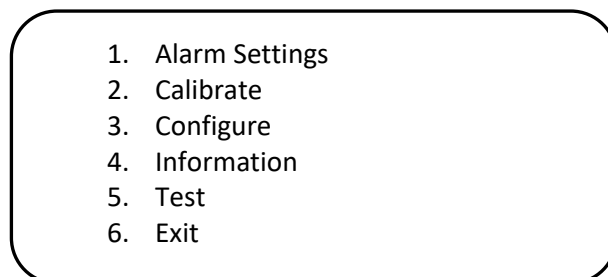 1. Alarm Settings
2. Calibrate
3. Configure
4. Information
5. Test
6. Exit